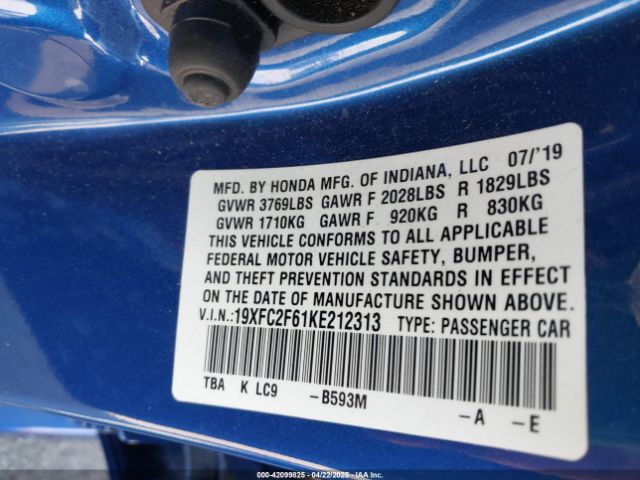 MFD. BY HONDA MFG. OF INDIANA, LLC 07/'19
GVWR 3769LBS GAWR F 2028LBS R 1829LBS
GVWR 1710KG GAWR F 920KG R 830KG
THIS VEHICLE CONFORMS TO ALL APPLICABLE
FEDERAL MOTOR VEHICLE SAFETY, BUMPER,
AND THEFT PREVENTION STANDARDS IN EFFECT
ON THE DATE OF MANUFACTURE SHOWN ABOVE.
V.I.N.:19XFC2F61KE212313 TYPE: PASSENGER CAR
TBA K LC9 -B593M -A -E
000-42099825 - 04/22/2025 - IAAI.COM